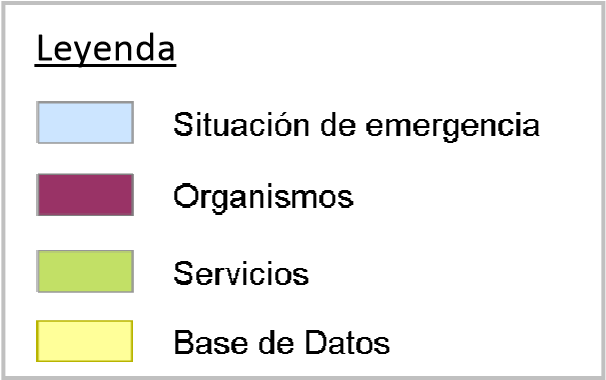 Leyenda
Situación de emergencia
Organismos
Servicios
Base de Datos